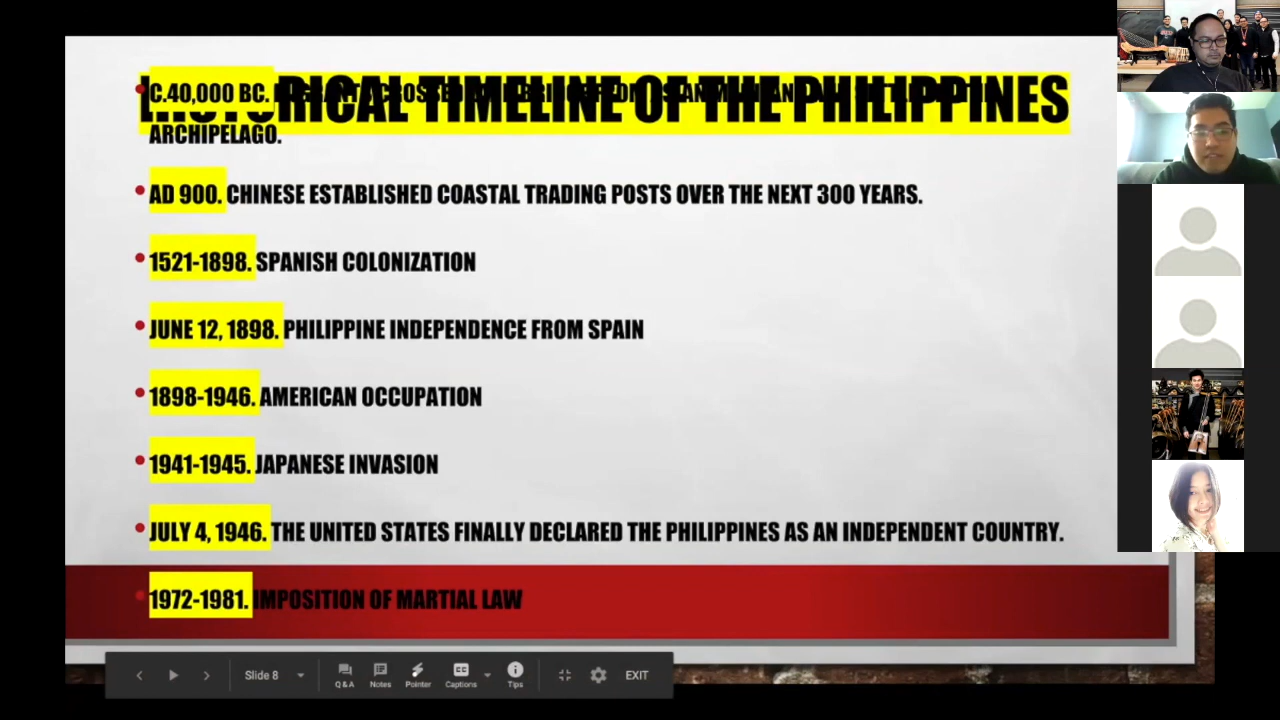 HISTORICAL TIMELINE OF THE PHILIPPINES
C.40,000 BC.
ARCHIPELAGO.
AD 900. CHINESE ESTABLISHED COASTAL TRADING POSTS OVER THE NEXT 300 YEARS.
1521-1898. SPANISH COLONIZATION
JUNE 12, 1898. PHILIPPINE INDEPENDENCE FROM SPAIN
1898-1946. AMERICAN OCCUPATION
1941-1945. JAPANESE INVASION
JULY 4, 1946. THE UNITED STATES FINALLY DECLARED THE PHILIPPINES AS AN INDEPENDENT COUNTRY.
1972-1981. IMPOSITION OF MARTIAL LAW
Slide 8 Q&A Notes Pointer Captions Tips EXIT